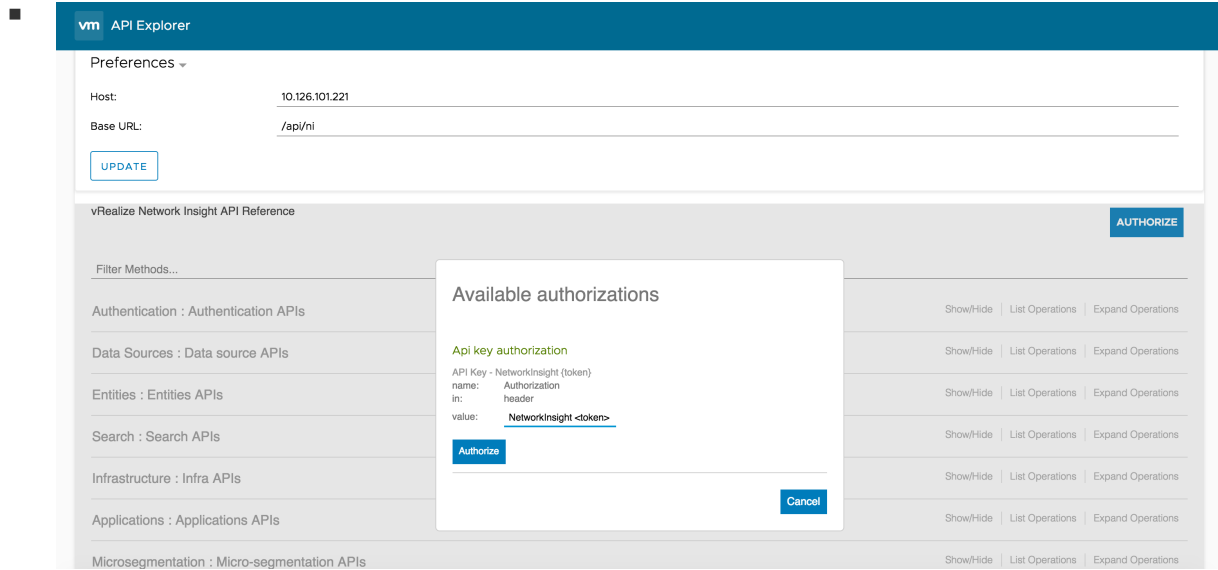 vm API Explorer
Preferences
Host: 10.126.101.221
Base URL: /api/ni
UPDATE
vRealize Network Insight API Reference
AUTHORIZE
Filter Methods...
Available authorizations
Authentication : Authentication APIs Show/Hide List Operations Expand Operations
Data Sources : Data source APIs Show/Hide List Operations Expand Operations
Api key authorization
API Key - NetworkInsight {token}
name: Authorization
in: header
value: NetworkInsight <token>
Authorize
Cancel
Entities : Entities APIs Show/Hide List Operations Expand Operations
Search : Search APIs Show/Hide List Operations Expand Operations
Infrastructure : Infra APIs Show/Hide List Operations Expand Operations
Applications : Applications APIs Show/Hide List Operations Expand Operations
Microsegmentation : Micro-segmentation APIs Show/Hide List Operations Expand Operations